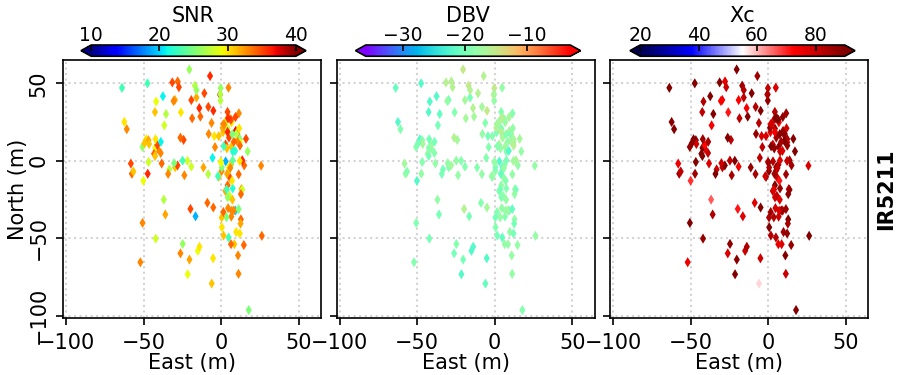 SNR DBV Xc
10 20 30 40 −30 −20 −10 20 40 60 80
North (m)
50
0
−50
−100
−100 −50 0 50 −100 −50 0 50 −100 −50 0 50
East (m) East (m) East (m)
IR5211